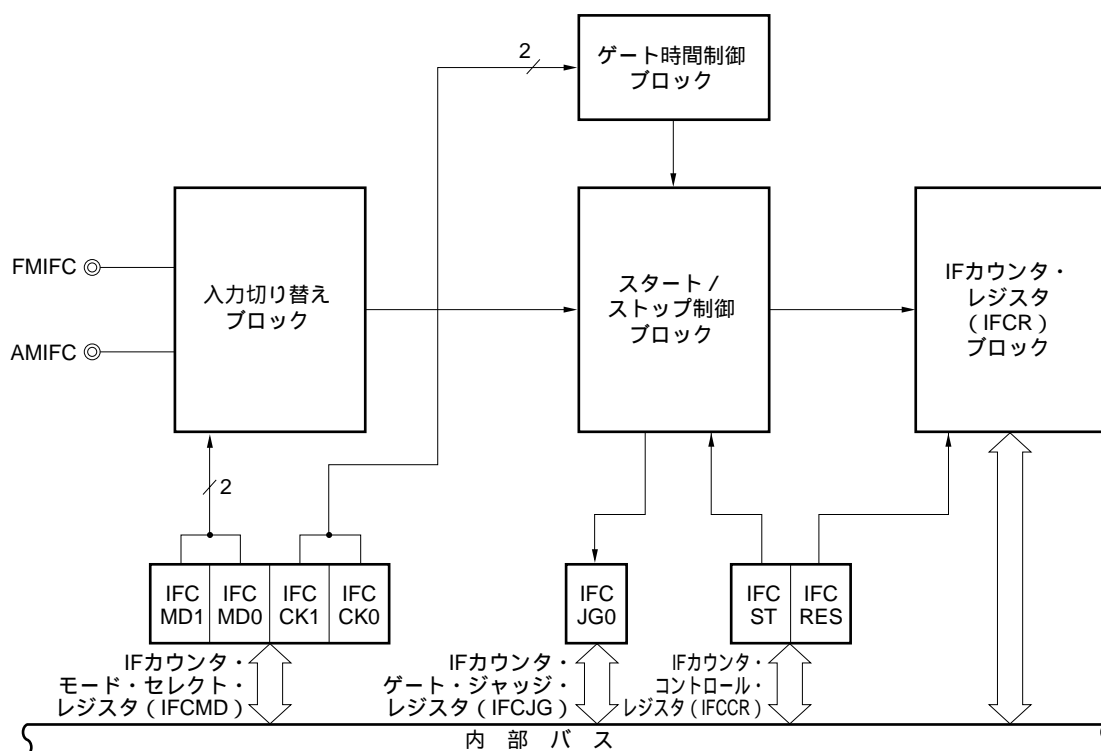 2
ゲート時間制御
ブロック
FMIFC
AMIFC
入力切り替え
ブロック
スタート/
ストップ制御
ブロック
IFカウンタ・
レジスタ
(IFCR)
ブロック
2
IFC
MD1
IFC
MD0
IFC
CK1
IFC
CK0
IFC
JG0
IFC
ST
IFC
RES
IFカウンタ・
モード・セレクト・
レジスタ(IFCMD)
IFカウンタ・
ゲート・ジャッジ・
レジスタ(IFCJG)
IFカウンタ・
コントロール・
レジスタ(IFCCR)
内 部 バ ス